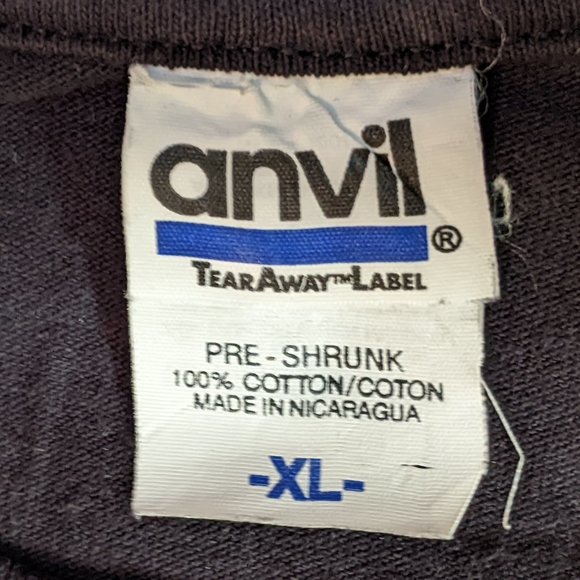 anvil®
TEARAWAY™LABEL
PRE-SHRUNK
100% COTTON/COTON
MADE IN NICARAGUA
-XL-